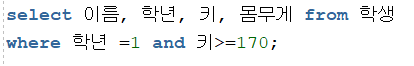 select 이름, 학년, 키, 몸무게 from 학생
where 학년 =1 and 키>=170;